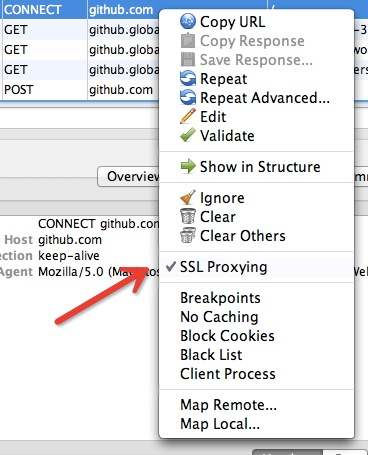 CONNECT github.com /
GET github.globa
GET github.globa
GET github.globa
POST github.com
Copy URL
Copy Response
Save Response...
Repeat
Repeat Advanced...
Edit
Validate
Show in Structure
Ignore
Clear
Clear Others
✓ SSL Proxying
Breakpoints
No Caching
Block Cookies
Black List
Client Process
Map Remote...
Map Local...
Overview
CONNECT github.co
Host github.com
ection keep-alive
Agent Mozilla/5.0 (Ma